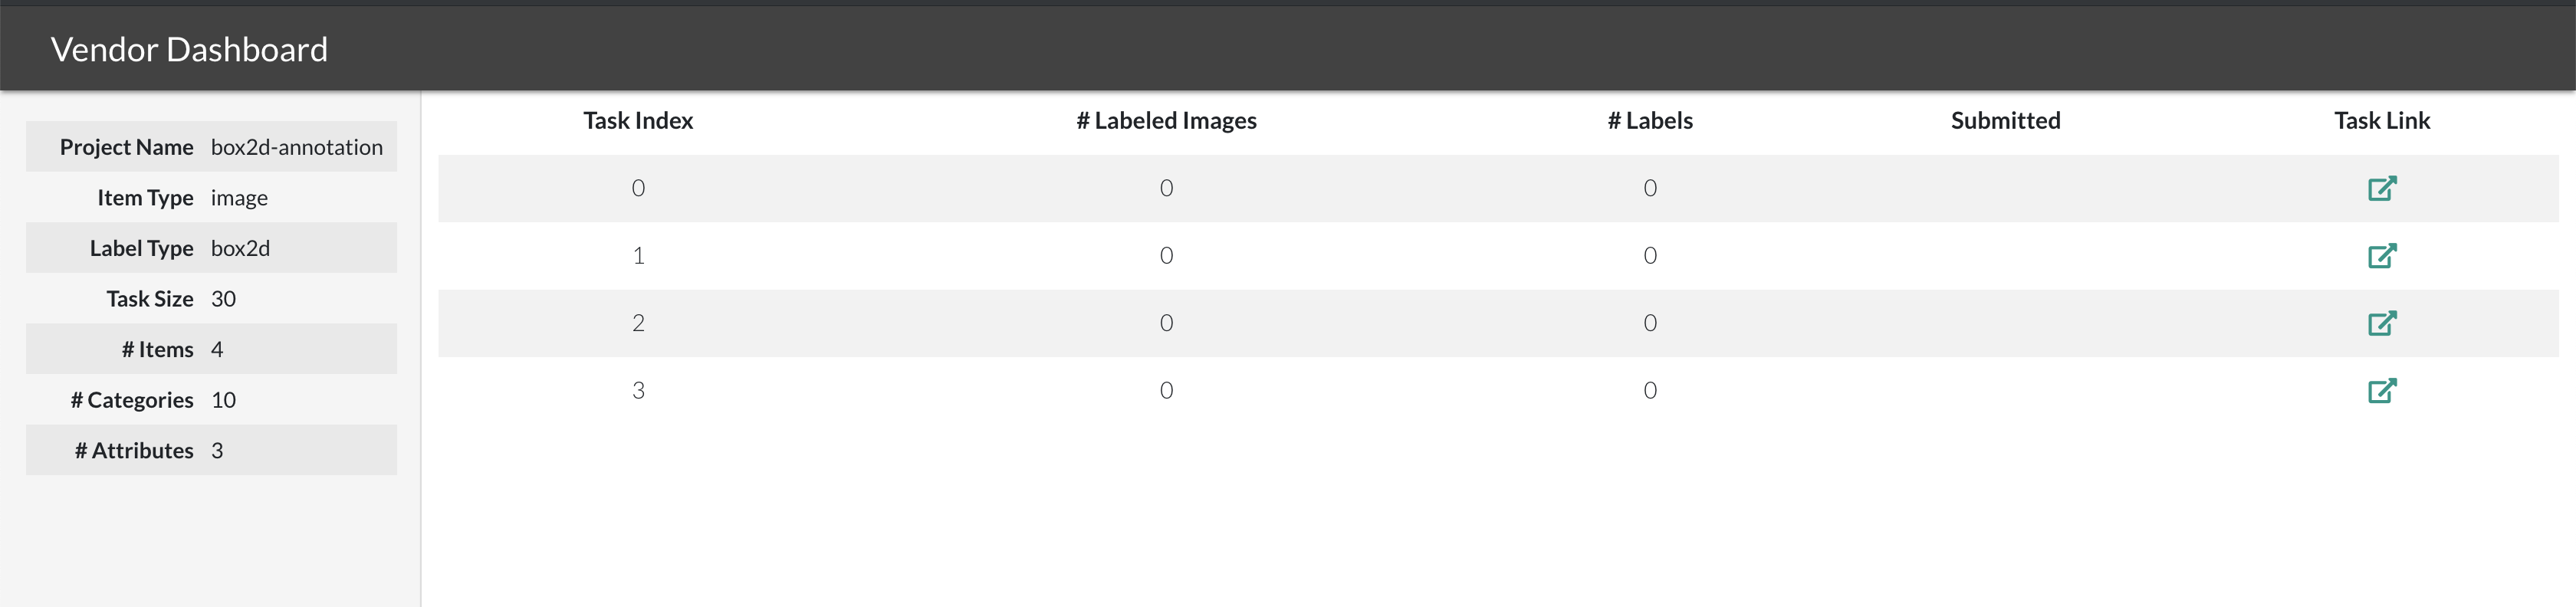 Vendor Dashboard
Project Name box2d-annotation
Item Type image
Label Type box2d
Task Size 30
# Items 4
# Categories 10
# Attributes 3
Task Index # Labeled Images # Labels Submitted Task Link
0 0 0
1 0 0
2 0 0
3 0 0